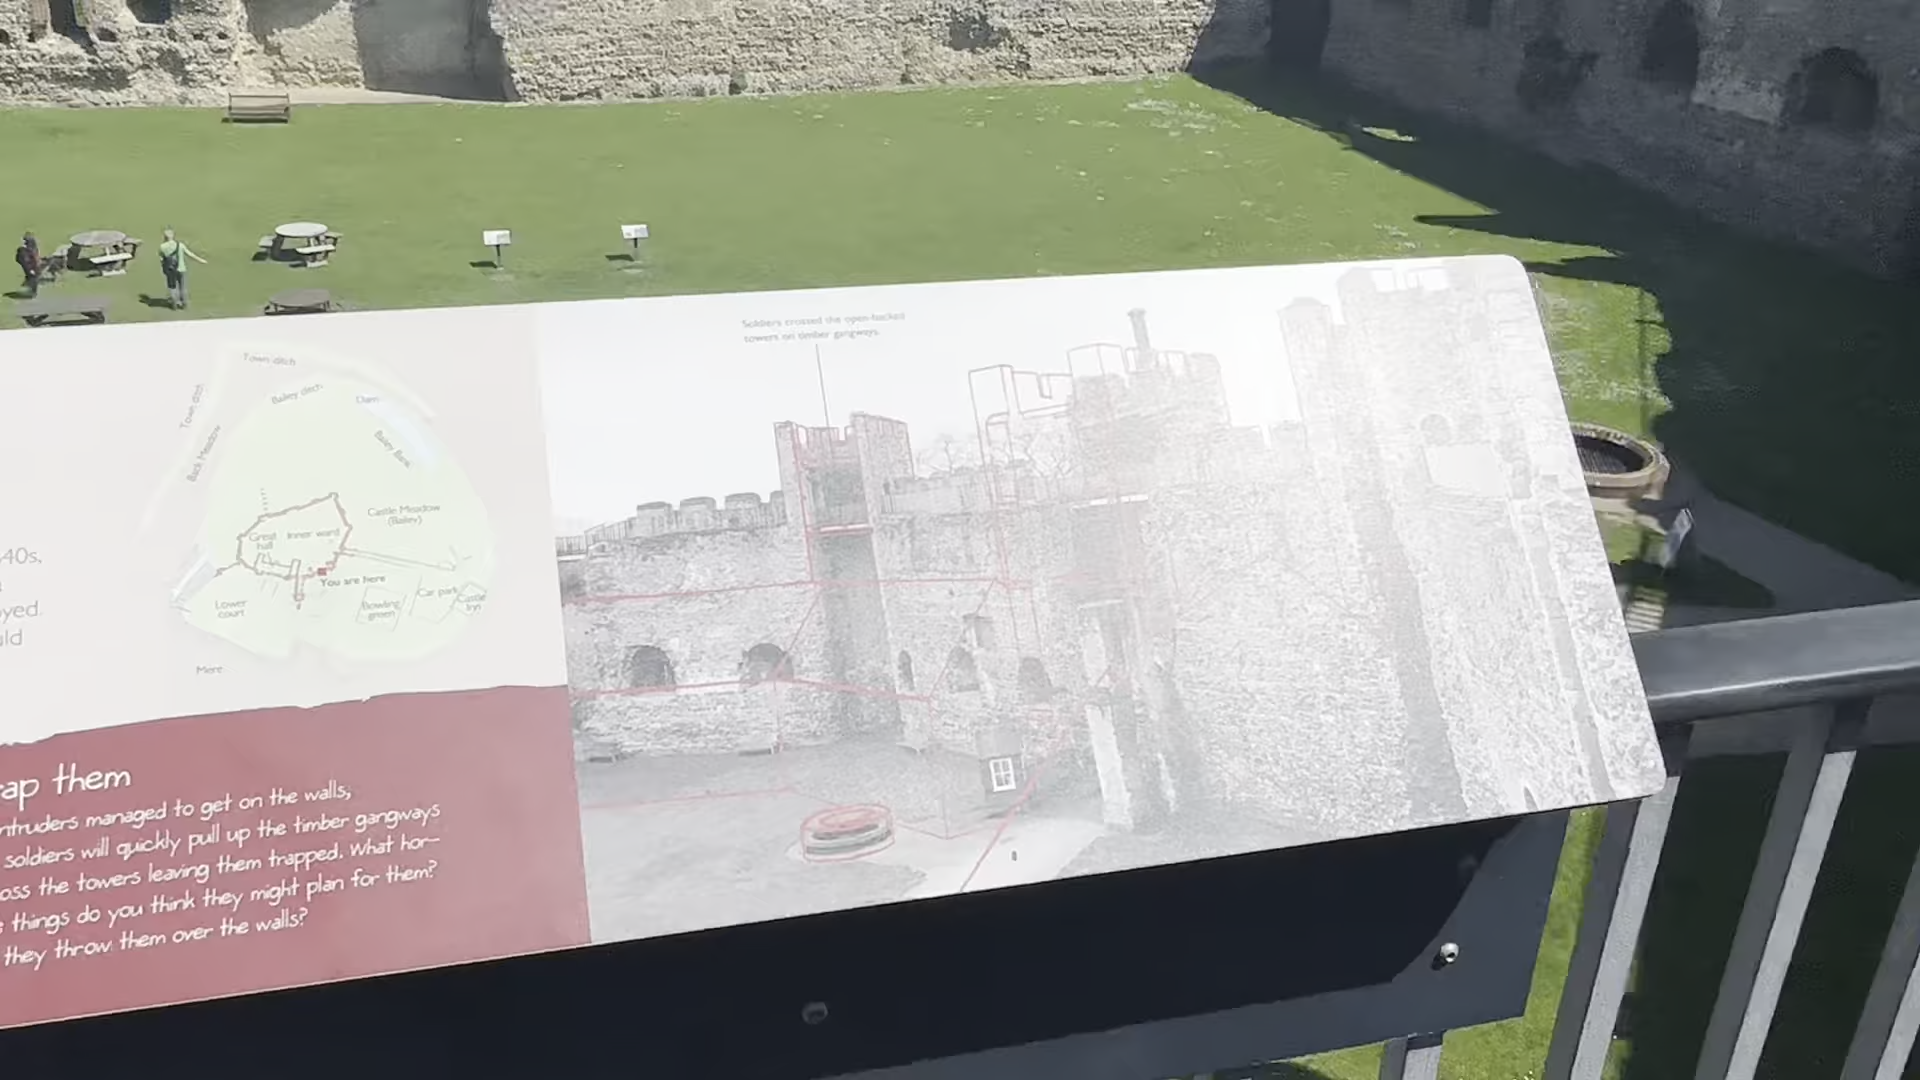 Soldiers crossed the open-backed
towers on timber gangways.
Town ditch
Town ditch
Bailey ditch
Dam
Back Meadow
Bailey Bank
Castle Meadow
(Bailey)
Great
hall
Inner ward
You are here
Lower
court
Bowling
green
Car park
Castle
Inn
Mere
40s,
yed.
uld
rap them
ntruders managed to get on the walls,
soldiers will quickly pull up the timber gangways
oss the towers leaving them trapped. What hor-
things do you think they might plan for them?
they throw them over the walls?